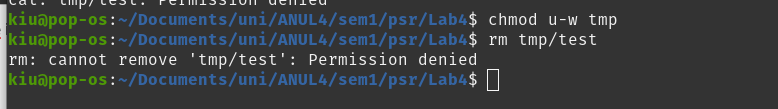 cat: tmp/test: Permission denied
kiu@pop-os:~/Documents/uni/ANUL4/sem1/psr/Lab4$ chmod u-w tmp
kiu@pop-os:~/Documents/uni/ANUL4/sem1/psr/Lab4$ rm tmp/test
rm: cannot remove 'tmp/test': Permission denied
kiu@pop-os:~/Documents/uni/ANUL4/sem1/psr/Lab4$